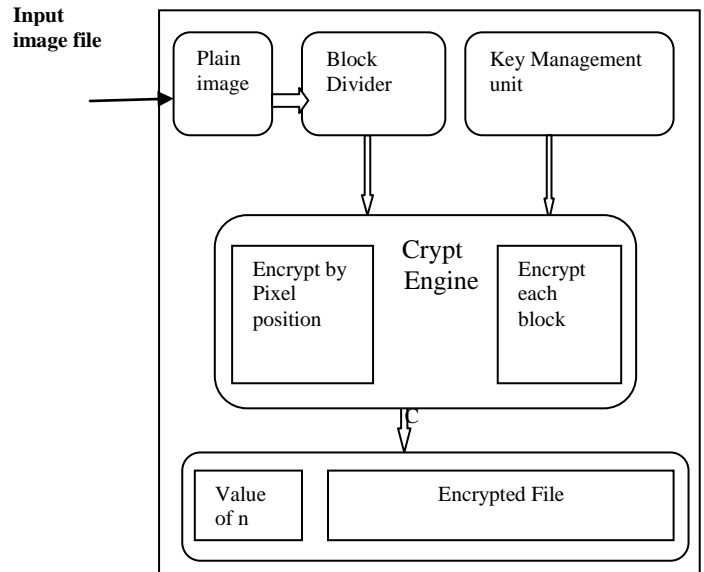 Input
image file
Plain
image
Block
Divider
Key Management
unit
Crypt
Engine
Encrypt by
Pixel
position
Encrypt
each
block
C
Value
of n
Encrypted File